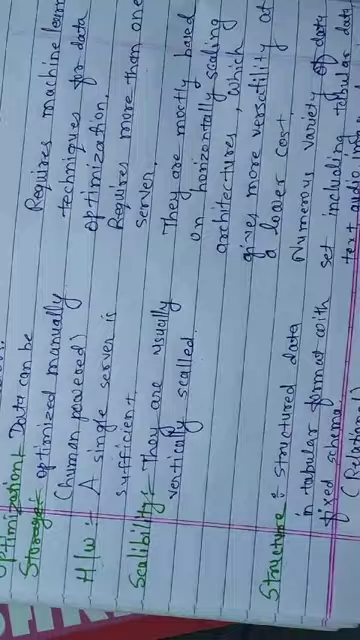 Optimization:- Data can be Requires machine learn
Storage:- optimized manually techniques for data
(human powered) optimization.
H/W:- A single server is Requires more than one
sufficient. server.
Scalibility:- They are usually They are mostly based
vertically scalled. on horizontally scaling
architectures, which
gives more versatility at
a lower cost
Structure: Structured data Numerous variety of data
in tabular format with set including tabular data
fixed schema. text, audio
(Relational